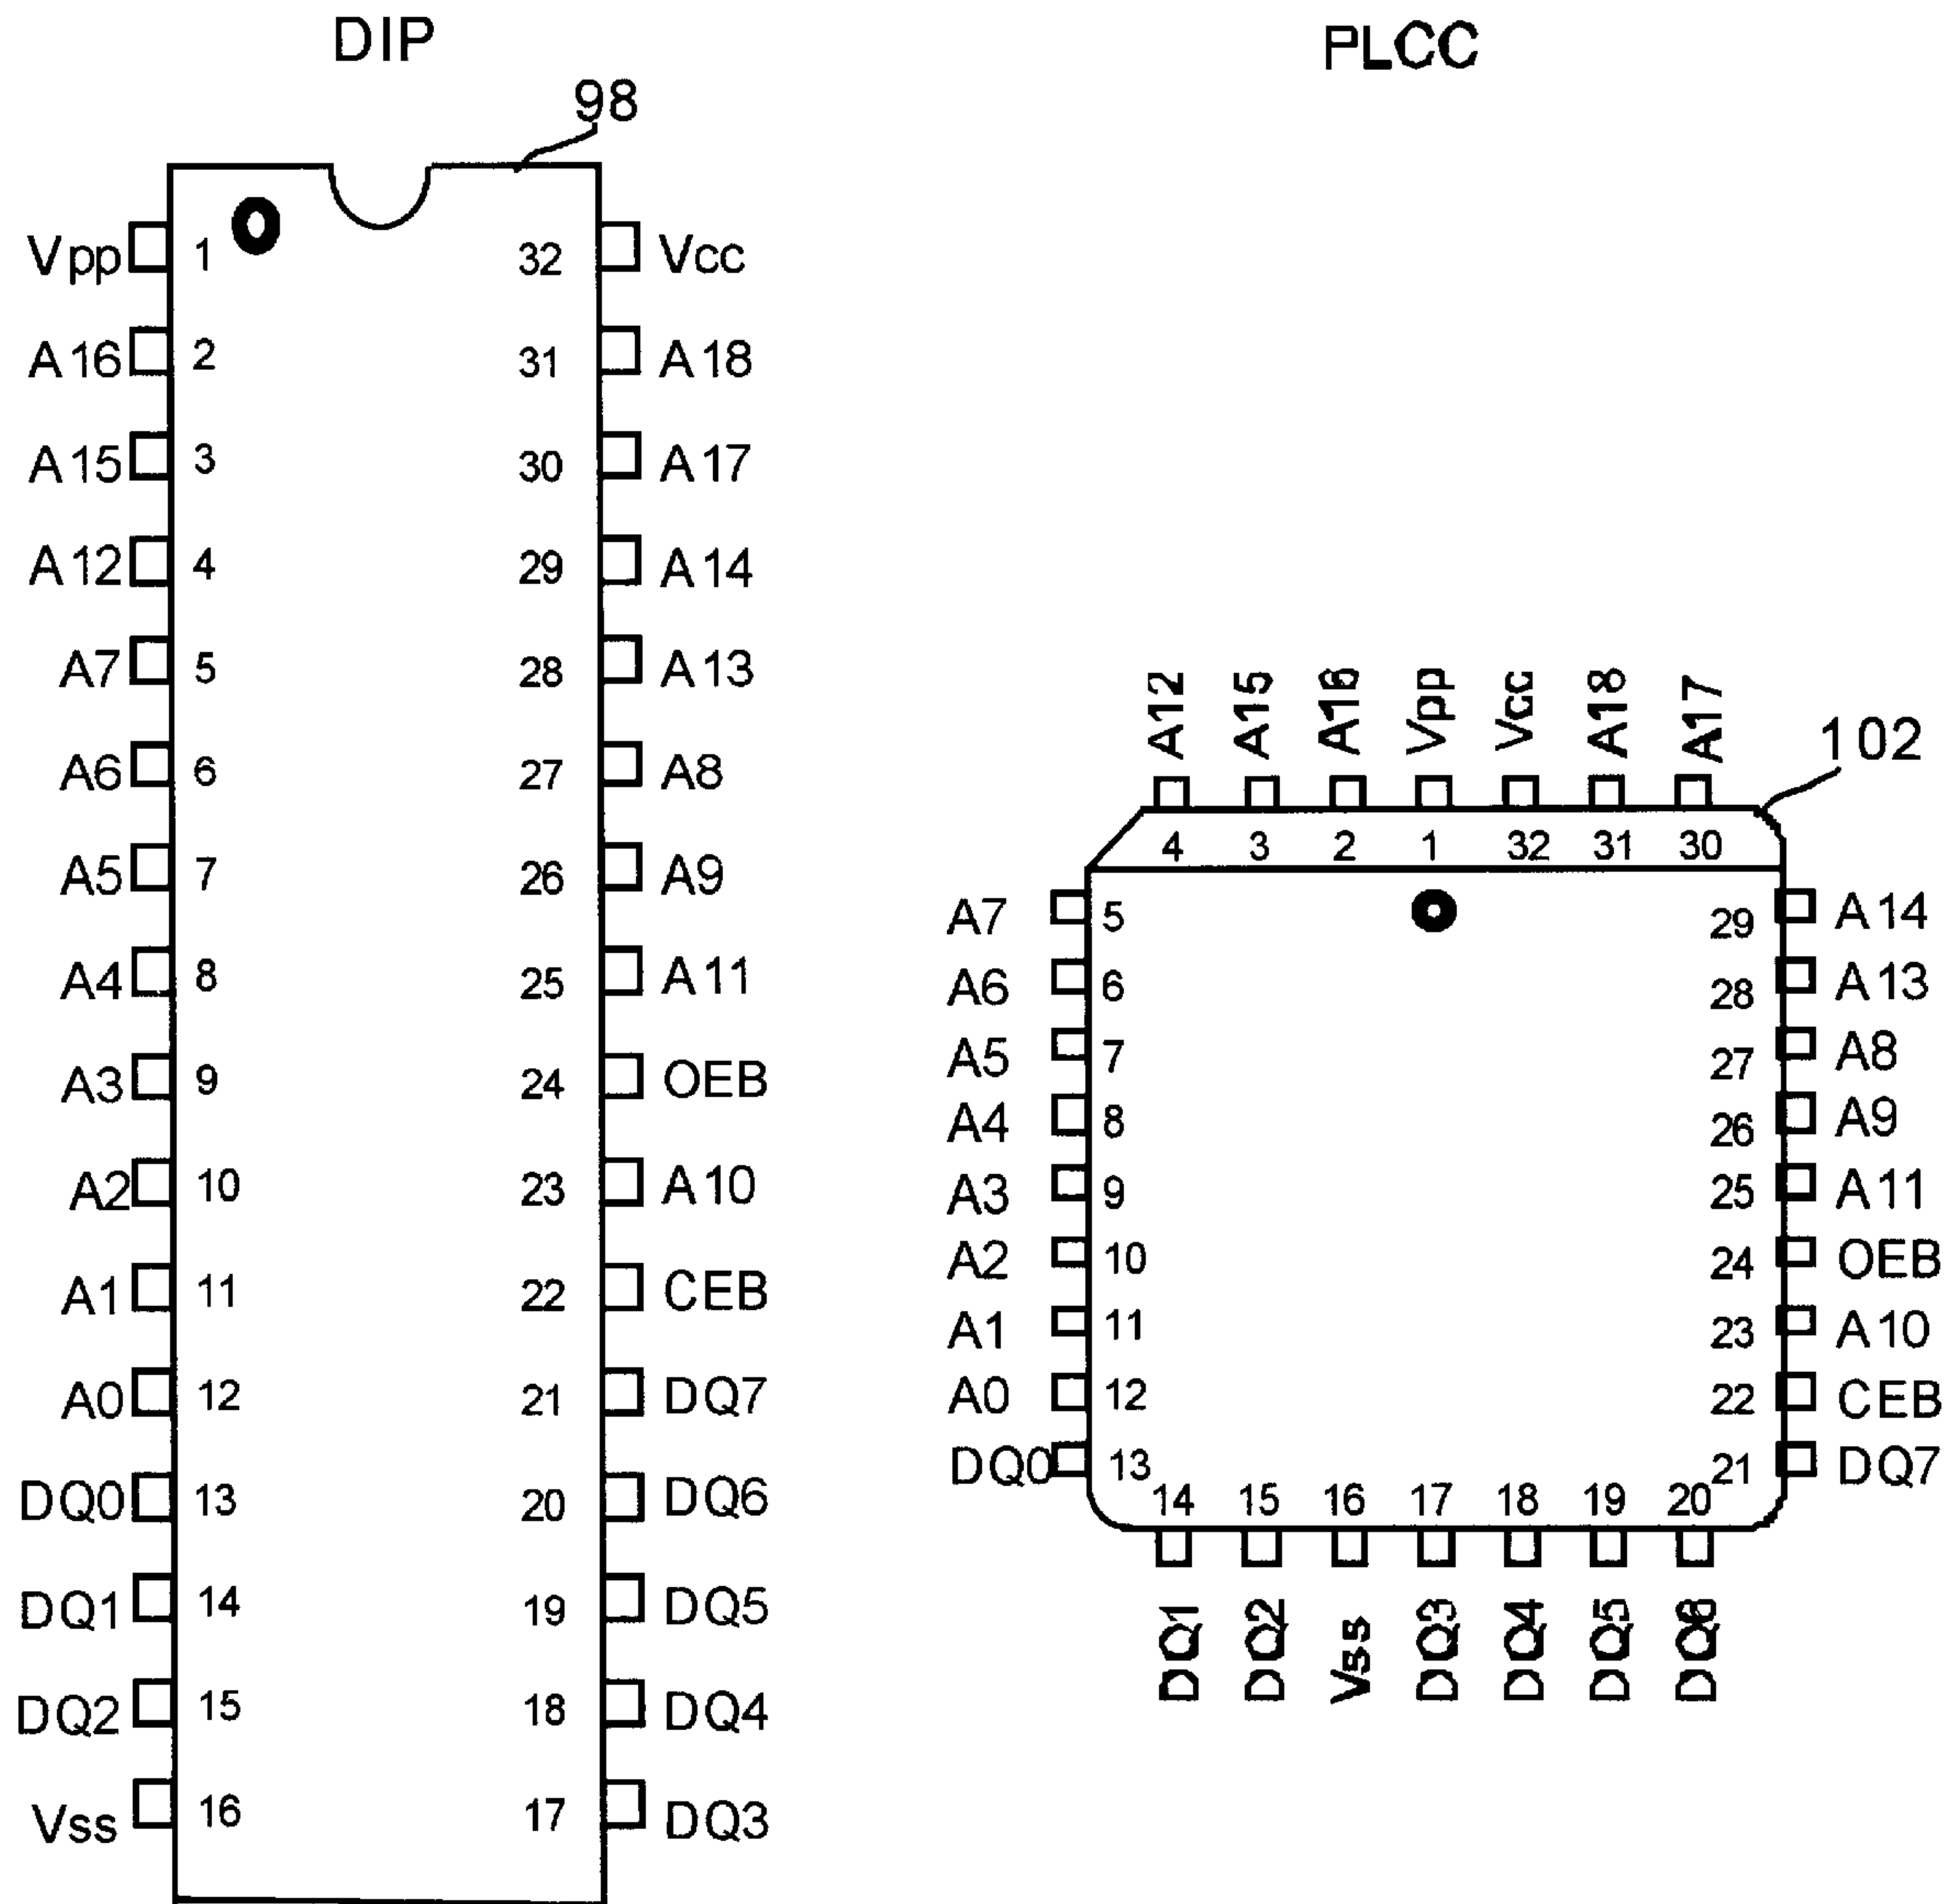 DIP
98
Vpp 1 32 Vcc
A16 2 31 A18
A15 3 30 A17
A12 4 29 A14
A7 5 28 A13
A6 6 27 A8
A5 7 26 A9
A4 8 25 A11
A3 9 24 OEB
A2 10 23 A10
A1 11 22 CEB
A0 12 21 DQ7
DQ0 13 20 DQ6
DQ1 14 19 DQ5
DQ2 15 18 DQ4
Vss 16 17 DQ3
PLCC
A12 A15 A16 Vpp Vcc A18 A17
102
4 3 2 1 32 31 30
A7 5 29 A14
A6 6 28 A13
A5 7 27 A8
A4 8 26 A9
A3 9 25 A11
A2 10 24 OEB
A1 11 23 A10
A0 12 22 CEB
DQ0 13 21 DQ7
14 15 16 17 18 19 20
DQ1 DQ2 Vss DQ3 DQ4 DQ5 DQ6